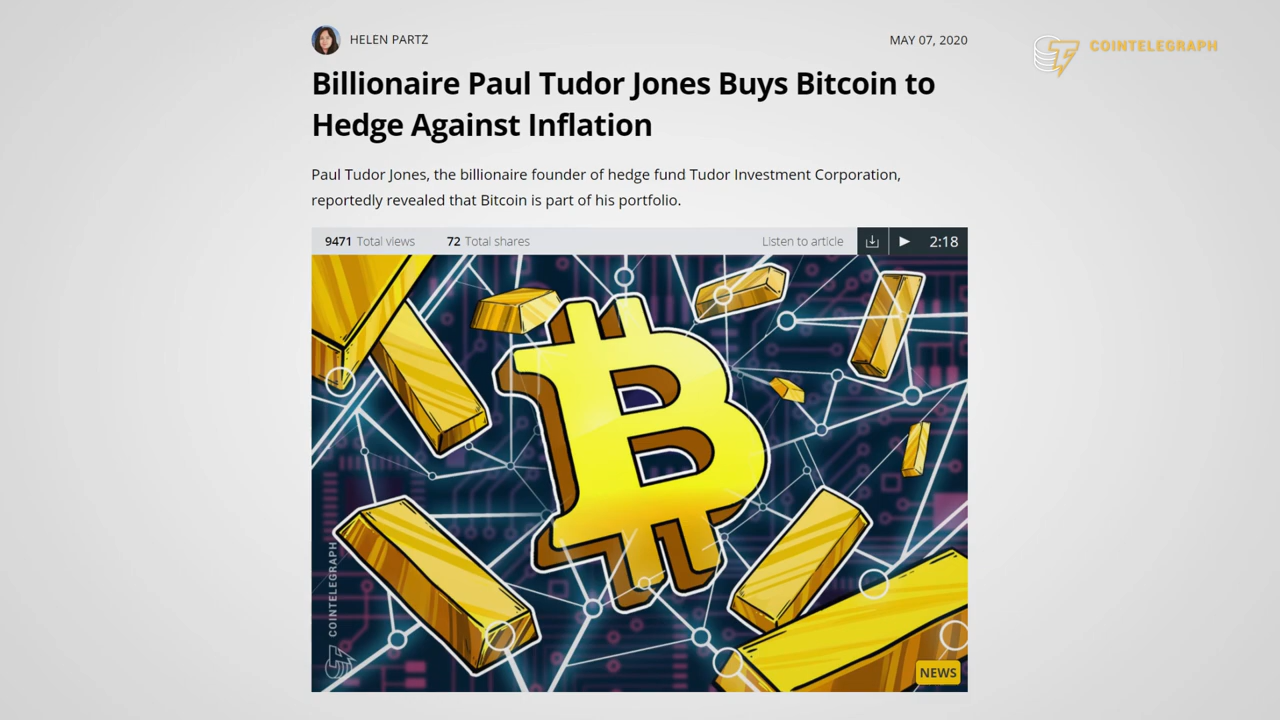 HELEN PARTZ
MAY 07, 2020
COINTELEGRAPH
Billionaire Paul Tudor Jones Buys Bitcoin to
Hedge Against Inflation
Paul Tudor Jones, the billionaire founder of hedge fund Tudor Investment Corporation,
reportedly revealed that Bitcoin is part of his portfolio.
9471 Total views 72 Total shares Listen to article 2:18
COINTELEGRAPH
NEWS